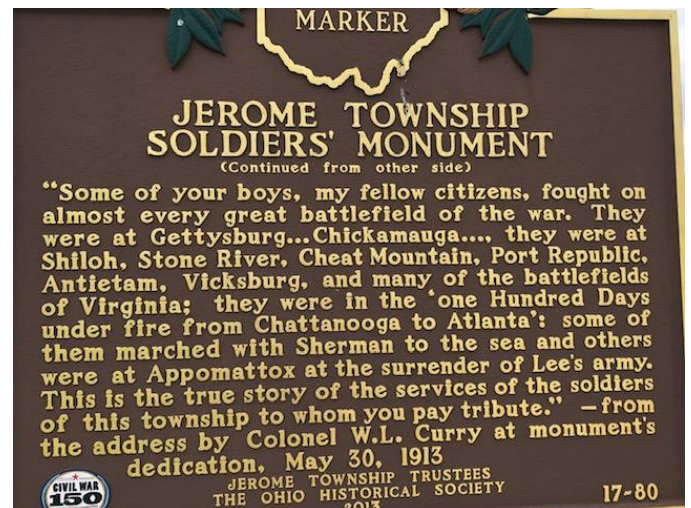 MARKER
JEROME TOWNSHIP
SOLDIERS' MONUMENT
(Continued from other side)
"Some of your boys, my fellow citizens, fought on
almost every great battlefield of the war. They
were at Gettysburg...Chickamauga..., they were at
Shiloh, Stone River, Cheat Mountain, Port Republic,
Antietam, Vicksburg, and many of the battlefields
of Virginia; they were in the 'one Hundred Days
under fire from Chattanooga to Atlanta': some of
them marched with Sherman to the sea and others
were at Appomattox at the surrender of Lee's army.
This is the true story of the services of the soldiers
of this township to whom you pay tribute." —from
the address by Colonel W.L. Curry at monument's
dedication, May 30, 1913
JEROME TOWNSHIP TRUSTEES
THE OHIO HISTORICAL SOCIETY
2013
CIVIL WAR
150
17-80